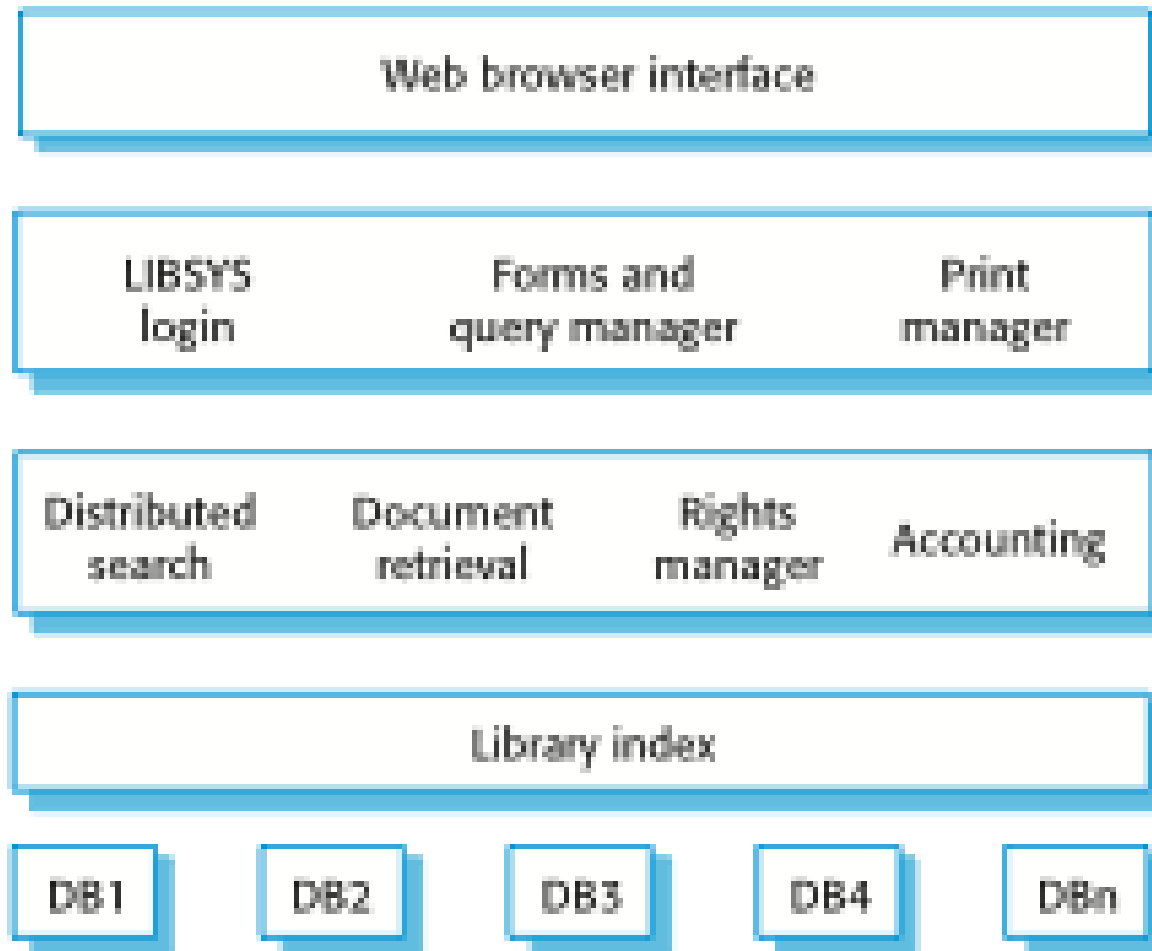 Web browser interface
LIBSYS Forms and Print
login query manager manager
Distributed Document Rights Accounting
search retrieval manager
Library index
DB1 DB2 DB3 DB4 DBn